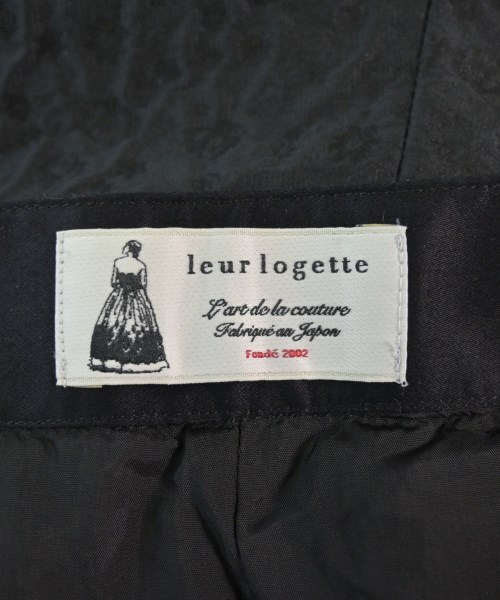 leur logette
L'art de la couture
Fabriqué au Japon
Fondé 2002